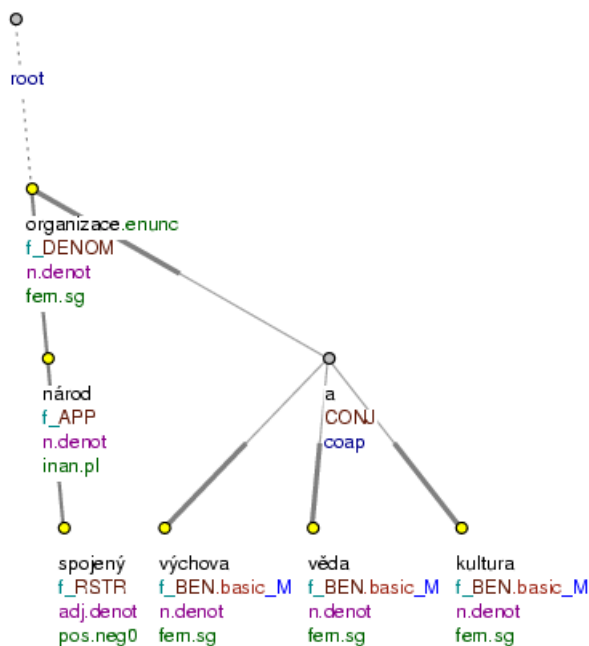 root
organizace.enunc
f_DENOM
n.denot
fem.sg
národ
f_APP
n.denot
inan.pl
a
CONJ
coap
spojený
f_RSTR
adj.denot
pos.neg0
výchova
f_BEN.basic_M
n.denot
fem.sg
věda
f_BEN.basic_M
n.denot
fem.sg
kultura
f_BEN.basic_M
n.denot
fem.sg